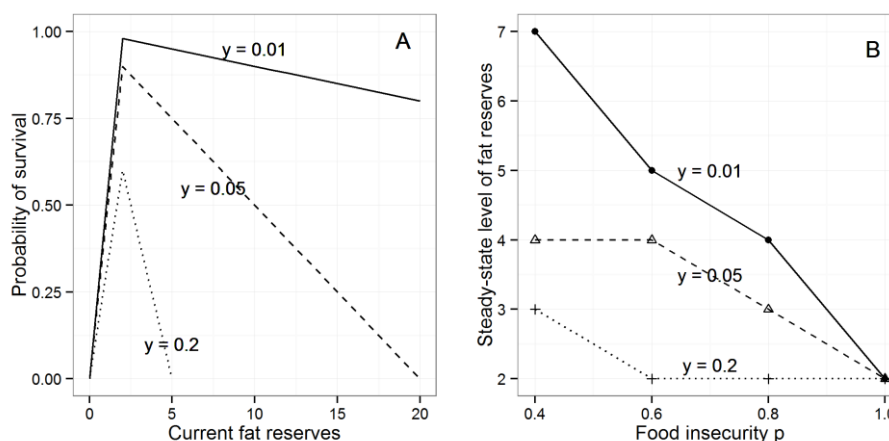 A
1.00
0.75
0.50
0.25
0.00
Probability of survival
y = 0.01
y = 0.05
y = 0.2
0
5
10
15
20
Current fat reserves
B
7
6
5
4
3
2
Steady-state level of fat reserves
y = 0.01
y = 0.05
y = 0.2
0.4
0.6
0.8
1.0
Food insecurity p